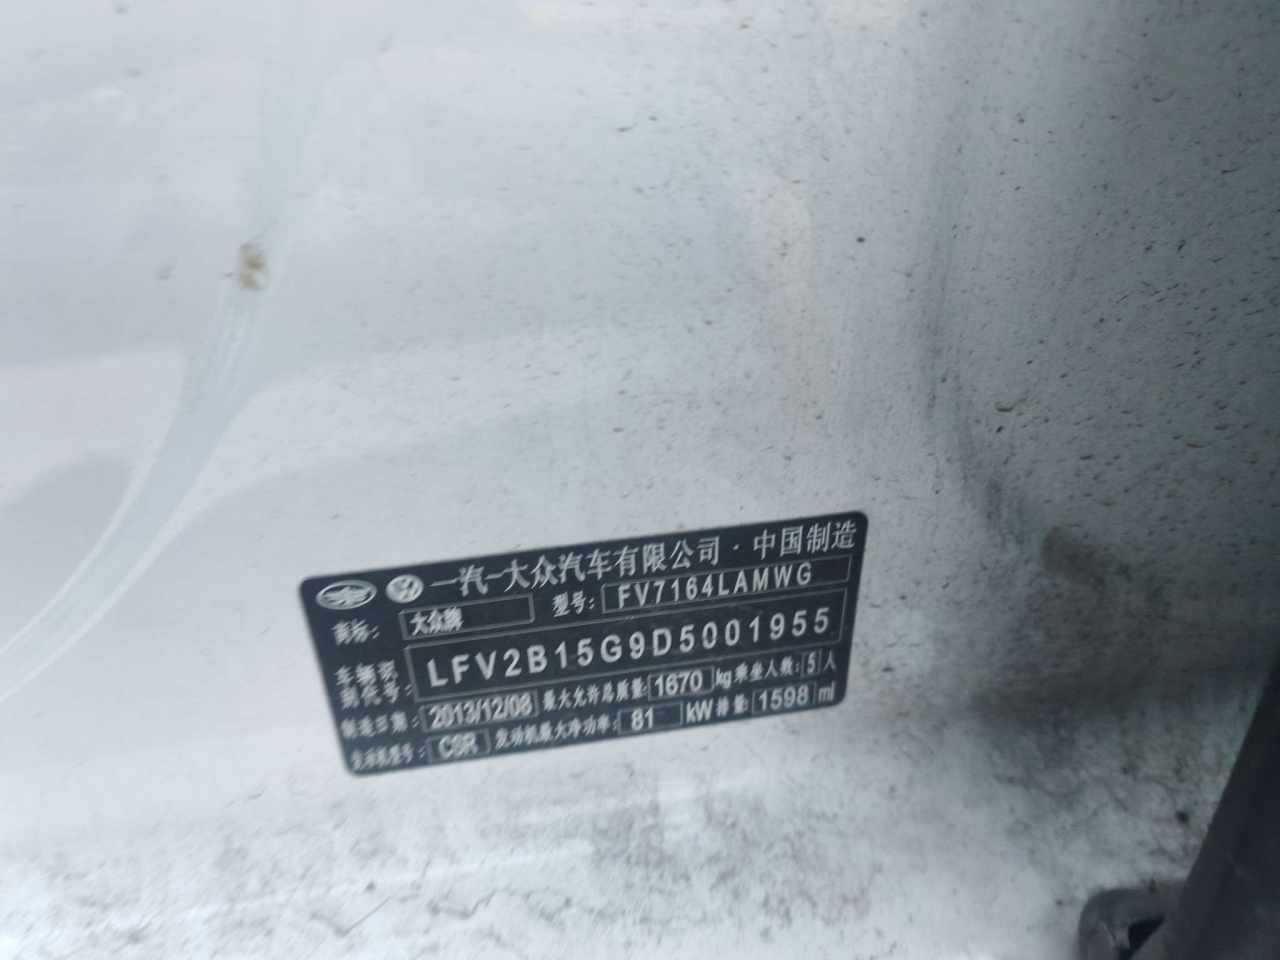 一汽-大众汽车有限公司·中国制造
商标: 大众牌 型号: FV7164LAMWG
车辆识别代号: LFV2B15G9D5001955
制造日期: 2013/12/08 最大允许总质量: 1670 kg 乘坐人数: 5 人
发动机型号: CSR 发动机最大净功率: 81 kW 排量: 1598 ml